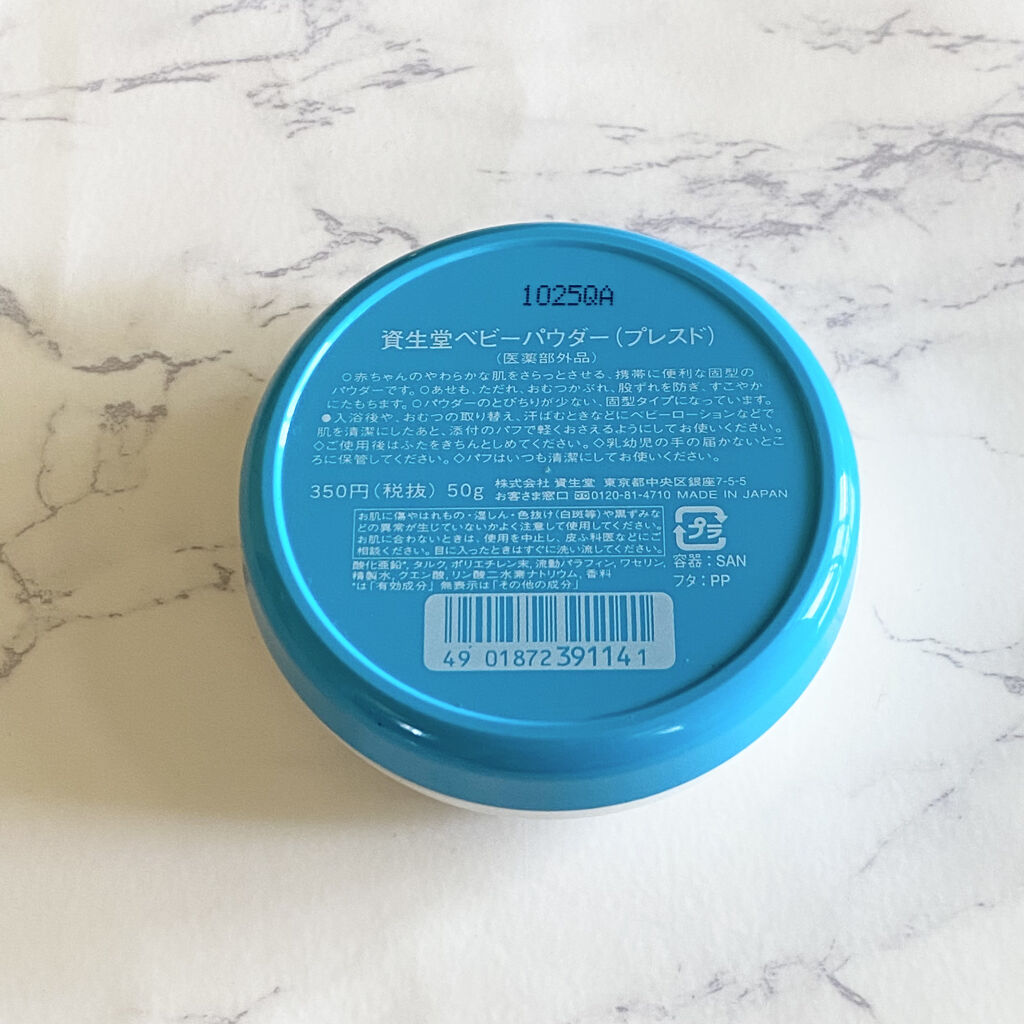 1025QA
資生堂ベビーパウダー(プレスド)
(医薬部外品)
○赤ちゃんのやわらかな肌をさらっとさせる、携帯に便利な固型の
パウダーです。○あせも、ただれ、おむつかぶれ、股ずれを防ぎ、すこやか
にたもちます。○パウダーのとびちりが少ない、固型タイプになっています。
●入浴後や、おむつの取り替え、汗ばむときなどにベビーローションなどで
肌を清潔にしたあと、添付のパフで軽くおさえるようにしてお使いください。
◇ご使用後はふたをきちんとしめてください。◇乳幼児の手の届かないとこ
ろに保管してください。◇パフはいつも清潔にしてお使いください。
350円(税抜) 50g 株式会社 資生堂 東京都中央区銀座7-5-5
お客さま窓口 0120-81-4710 MADE IN JAPAN
お肌に傷やはれもの・湿しん・色抜け(白斑等)や黒ずみな
どの異常が生じていないかよく注意して使用してください。
お肌に合わないときは、使用を中止し、皮ふ科医などにご
相談ください。目に入ったときはすぐに洗い流してください。
酸化亜鉛*, タルク, ポリエチレン末, 流動パラフィン, ワセリン,
精製水, クエン酸, リン酸二水素ナトリウム, 香料
*は「有効成分」 無表示は「その他の成分」
プラ
容器:SAN
フタ:PP
49 01872 391141